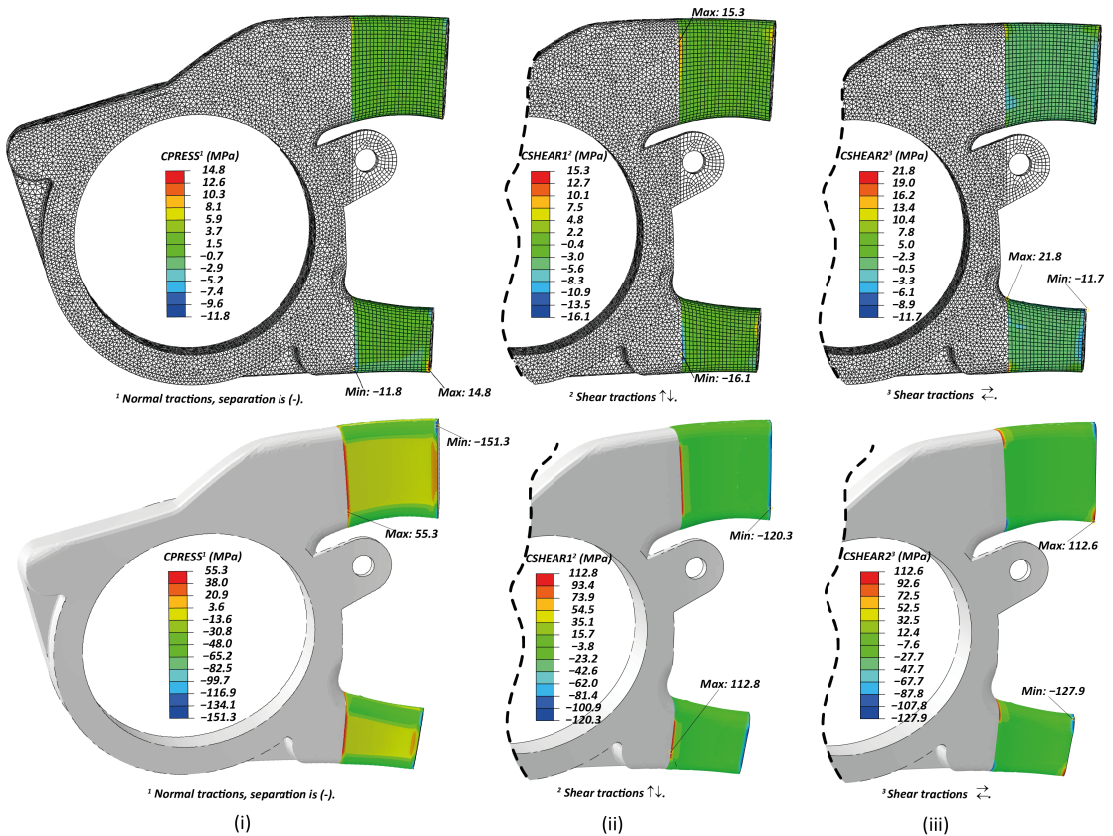 Max: 15.3
CPRESS¹ (MPa)
14.8
12.6
10.3
8.1
5.9
3.7
1.5
−0.7
−2.9
−5.2
−7.4
−9.6
−11.8
Min: −11.8
Max: 14.8
¹ Normal tractions, separation is (-).
CSHEAR1² (MPa)
15.3
12.7
10.1
7.5
4.8
2.2
−0.4
−3.0
−5.6
−8.3
−10.9
−13.5
−16.1
Min: −16.1
² Shear tractions ↑↓.
CSHEAR2³ (MPa)
21.8
19.0
16.2
13.4
10.4
7.8
5.0
−2.3
−0.5
−3.3
−6.1
−8.9
−11.7
Max: 21.8
Min: −11.7
³ Shear tractions →←.
Min: −151.3
Max: 55.3
CPRESS¹ (MPa)
55.3
38.0
20.9
3.6
−13.6
−30.8
−48.0
−65.2
−82.5
−99.7
−116.9
−134.1
−151.3
¹ Normal tractions, separation is (-).
Min: −120.3
CSHEAR1² (MPa)
112.8
93.4
73.9
54.5
35.1
15.7
−3.8
−23.2
−42.6
−62.0
−81.4
−100.9
−120.3
Max: 112.8
² Shear tractions ↑↓.
Max: 112.6
CSHEAR2³ (MPa)
112.6
92.6
72.5
52.5
32.5
12.4
−7.6
−27.7
−47.7
−67.7
−87.8
−107.8
−127.9
Min: −127.9
³ Shear tractions →←.
(i)
(ii)
(iii)